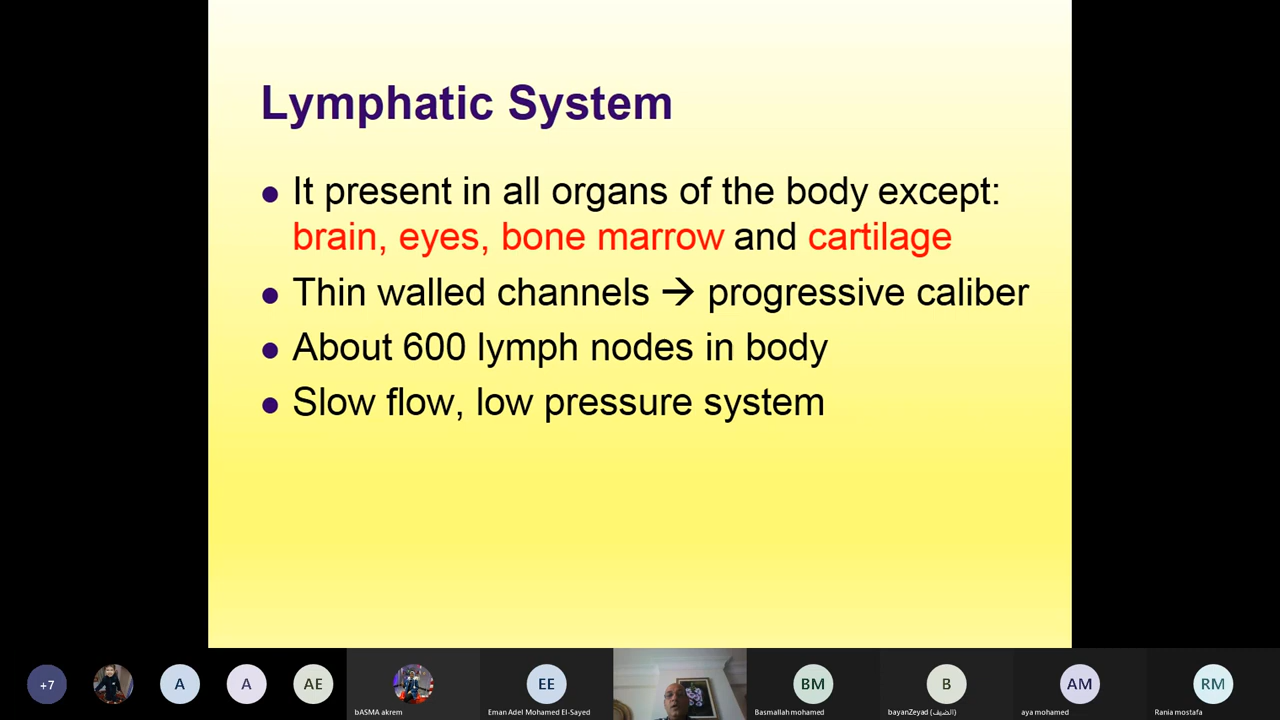 Lymphatic System
It present in all organs of the body except:
brain, eyes, bone marrow and cartilage
Thin walled channels → progressive caliber
About 600 lymph nodes in body
Slow flow, low pressure system
+7
A
A
AE
bASMA akrem
EE
Eman Adel Mohamed El-Sayed
BM
Basmallah mohamed
B
bayanZeyad (الضيف)
AM
aya mohamed
RM
Rania mostafa